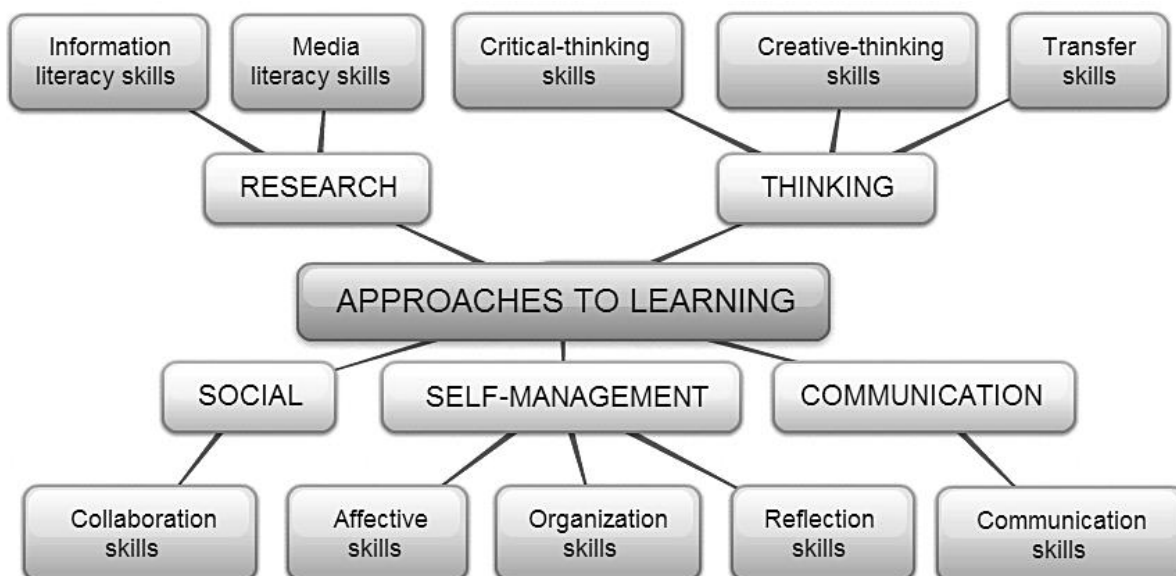 Information
literacy skills
Media
literacy skills
Critical-thinking
skills
Creative-thinking
skills
Transfer
skills
RESEARCH
THINKING
APPROACHES TO LEARNING
SOCIAL
SELF-MANAGEMENT
COMMUNICATION
Collaboration
skills
Affective
skills
Organization
skills
Reflection
skills
Communication
skills